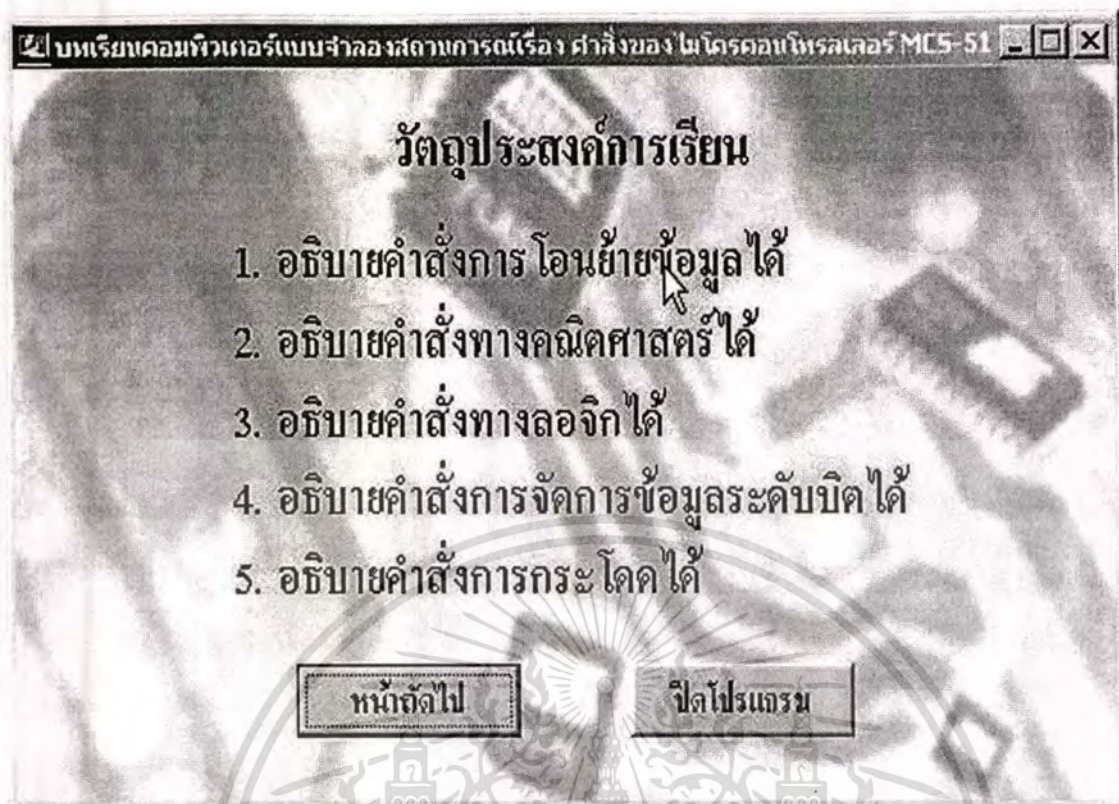 บทเรียนคอมพิวเตอร์แบบจำลองสถานการณ์เรื่อง คำสั่งของไมโครคอนโทรลเลอร์ MCS-51
วัตถุประสงค์การเรียน
1. อธิบายคำสั่งการโอนย้ายข้อมูลได้
2. อธิบายคำสั่งทางคณิตศาสตร์ได้
3. อธิบายคำสั่งทางลอจิกได้
4. อธิบายคำสั่งการจัดการข้อมูลระดับบิตได้
5. อธิบายคำสั่งการกระโดดได้
หน้าถัดไป ปิดโปรแกรม